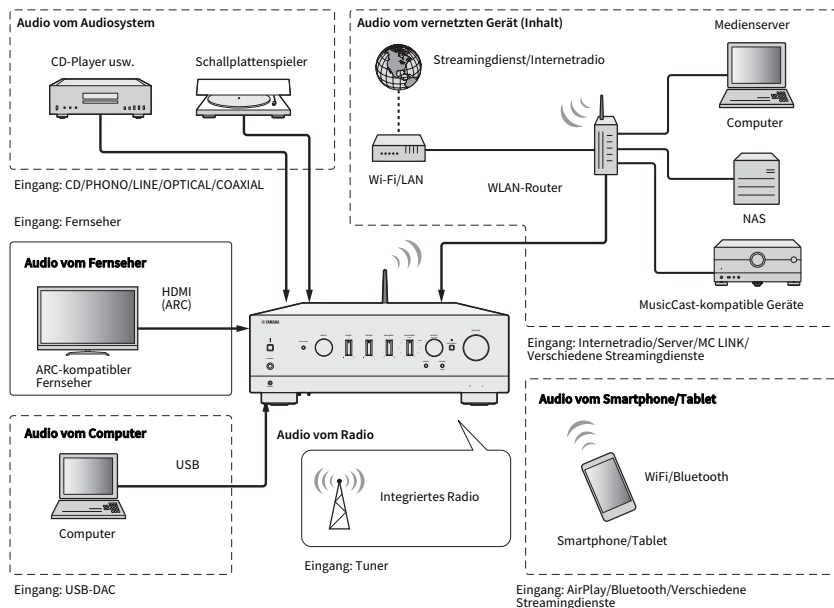 Audio vom Audiosystem
CD-Player usw.
Schallplattenspieler
Eingang: CD/PHONO/LINE/OPTICAL/COAXIAL
Audio vom vernetzten Gerät (Inhalt)
Streamingdienst/Internetradio
Wi-Fi/LAN
WLAN-Router
Medienserver
Computer
NAS
MusicCast-kompatible Geräte
Eingang: Internetradio/Server/MC LINK/
Verschiedene Streamingdienste
Eingang: Fernseher
Audio vom Fernseher
HDMI
(ARC)
ARC-kompatibler
Fernseher
YAMAHA
Audio vom Computer
USB
Computer
Eingang: USB-DAC
Audio vom Radio
Integriertes Radio
Eingang: Tuner
Audio vom Smartphone/Tablet
WiFi/Bluetooth
Smartphone/Tablet
Eingang: AirPlay/Bluetooth/Verschiedene
Streamingdienste